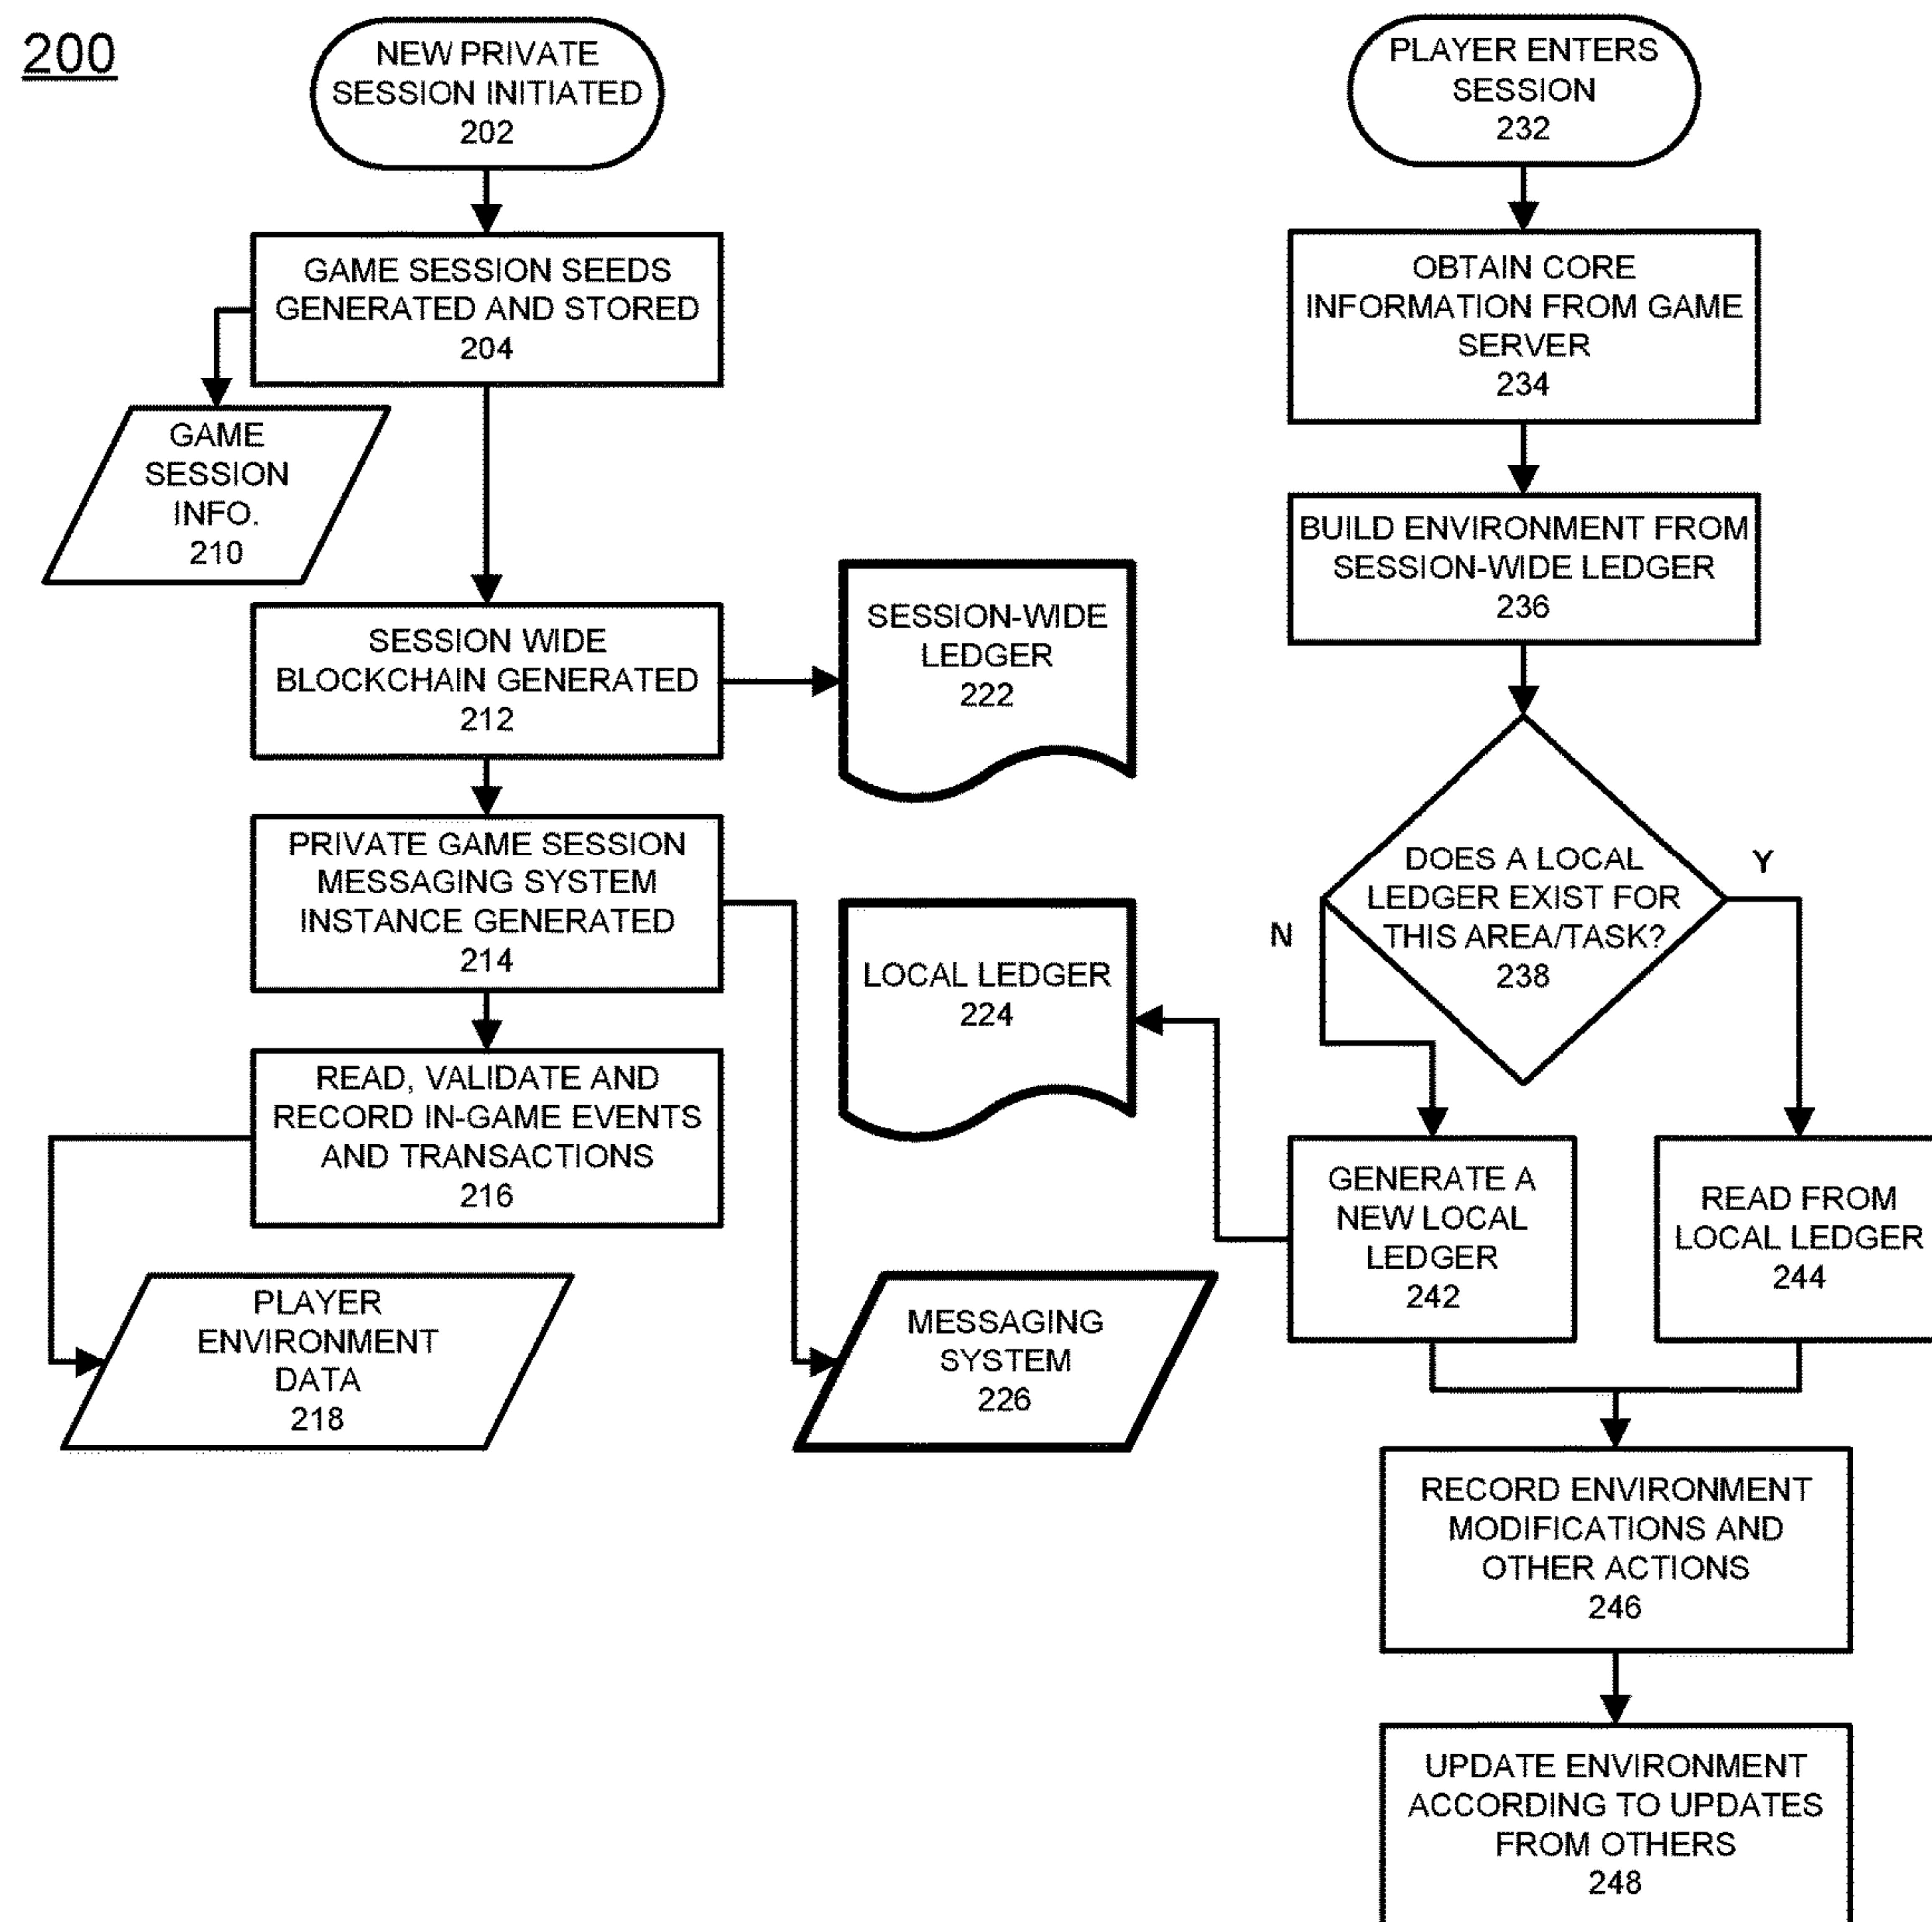 200
NEW PRIVATE
SESSION INITIATED
202
GAME SESSION SEEDS
GENERATED AND STORED
204
GAME
SESSION
INFO.
210
SESSION WIDE
BLOCKCHAIN GENERATED
212
SESSION-WIDE
LEDGER
222
PRIVATE GAME SESSION
MESSAGING SYSTEM
INSTANCE GENERATED
214
LOCAL LEDGER
224
READ, VALIDATE AND
RECORD IN-GAME EVENTS
AND TRANSACTIONS
216
PLAYER
ENVIRONMENT
DATA
218
MESSAGING
SYSTEM
226
PLAYER ENTERS
SESSION
232
OBTAIN CORE
INFORMATION FROM GAME
SERVER
234
BUILD ENVIRONMENT FROM
SESSION-WIDE LEDGER
236
DOES A LOCAL
LEDGER EXIST FOR
THIS AREA/TASK?
238
N
Y
GENERATE A
NEW LOCAL
LEDGER
242
READ FROM
LOCAL LEDGER
244
RECORD ENVIRONMENT
MODIFICATIONS AND
OTHER ACTIONS
246
UPDATE ENVIRONMENT
ACCORDING TO UPDATES
FROM OTHERS
248